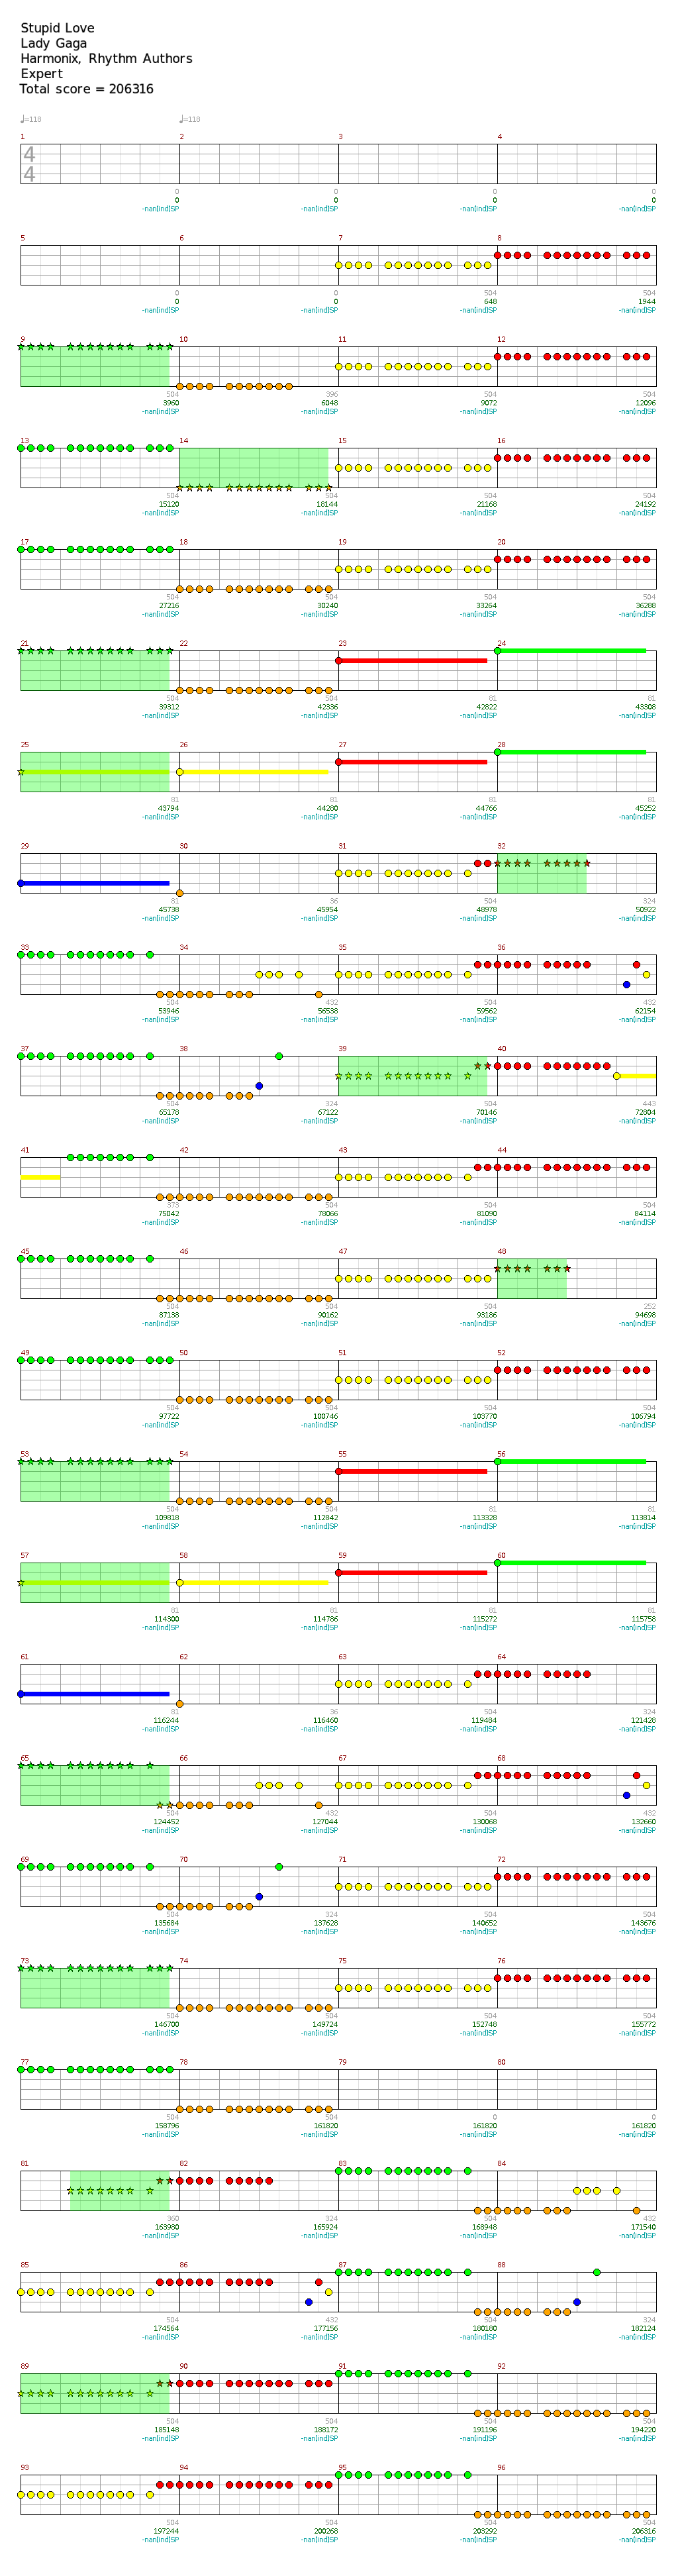 Stupid Love
Lady Gaga
Harmonix, Rhythm Authors
Expert
Total score = 206316
♩=118 ♩=118
1 2 3 4
4
4
0 0 0 0
0 0 0 0
-nan[ind]SP -nan[ind]SP -nan[ind]SP -nan[ind]SP
5 6 7 8
0 0 504 504
0 0 648 1944
-nan[ind]SP -nan[ind]SP -nan[ind]SP -nan[ind]SP
9 10 11 12
504 396 504 504
3960 6048 9072 12096
-nan[ind]SP -nan[ind]SP -nan[ind]SP -nan[ind]SP
13 14 15 16
504 504 504 504
15120 18144 21168 24192
-nan[ind]SP -nan[ind]SP -nan[ind]SP -nan[ind]SP
17 18 19 20
504 504 504 504
27216 30240 33264 36288
-nan[ind]SP -nan[ind]SP -nan[ind]SP -nan[ind]SP
21 22 23 24
504 504 81 81
39312 42336 42822 43308
-nan[ind]SP -nan[ind]SP -nan[ind]SP -nan[ind]SP
25 26 27 28
81 81 81 81
43794 44280 44766 45252
-nan[ind]SP -nan[ind]SP -nan[ind]SP -nan[ind]SP
29 30 31 32
81 36 504 324
45738 45954 48978 50922
-nan[ind]SP -nan[ind]SP -nan[ind]SP -nan[ind]SP
33 34 35 36
504 432 504 432
53946 56538 59562 62154
-nan[ind]SP -nan[ind]SP -nan[ind]SP -nan[ind]SP
37 38 39 40
504 324 504 443
65178 67122 70146 72804
-nan[ind]SP -nan[ind]SP -nan[ind]SP -nan[ind]SP
41 42 43 44
373 504 504 504
75042 78066 81090 84114
-nan[ind]SP -nan[ind]SP -nan[ind]SP -nan[ind]SP
45 46 47 48
504 504 504 252
87138 90162 93186 94698
-nan[ind]SP -nan[ind]SP -nan[ind]SP -nan[ind]SP
49 50 51 52
504 504 504 504
97722 100746 103770 106794
-nan[ind]SP -nan[ind]SP -nan[ind]SP -nan[ind]SP
53 54 55 56
504 504 81 81
109818 112842 113328 113814
-nan[ind]SP -nan[ind]SP -nan[ind]SP -nan[ind]SP
57 58 59 60
81 81 81 81
114300 114786 115272 115758
-nan[ind]SP -nan[ind]SP -nan[ind]SP -nan[ind]SP
61 62 63 64
81 36 504 324
116244 116460 119484 121428
-nan[ind]SP -nan[ind]SP -nan[ind]SP -nan[ind]SP
65 66 67 68
504 432 504 432
124452 127044 130068 132660
-nan[ind]SP -nan[ind]SP -nan[ind]SP -nan[ind]SP
69 70 71 72
504 324 504 504
135684 137628 140652 143676
-nan[ind]SP -nan[ind]SP -nan[ind]SP -nan[ind]SP
73 74 75 76
504 504 504 504
146700 149724 152748 155772
-nan[ind]SP -nan[ind]SP -nan[ind]SP -nan[ind]SP
77 78 79 80
504 504 0 0
158796 161820 161820 161820
-nan[ind]SP -nan[ind]SP -nan[ind]SP -nan[ind]SP
81 82 83 84
360 324 504 432
163980 165924 168948 171540
-nan[ind]SP -nan[ind]SP -nan[ind]SP -nan[ind]SP
85 86 87 88
504 432 504 324
174564 177156 180180 182124
-nan[ind]SP -nan[ind]SP -nan[ind]SP -nan[ind]SP
89 90 91 92
504 504 504 504
185148 188172 191196 194220
-nan[ind]SP -nan[ind]SP -nan[ind]SP -nan[ind]SP
93 94 95 96
504 504 504 504
197244 200268 203292 206316
-nan[ind]SP -nan[ind]SP -nan[ind]SP -nan[ind]SP